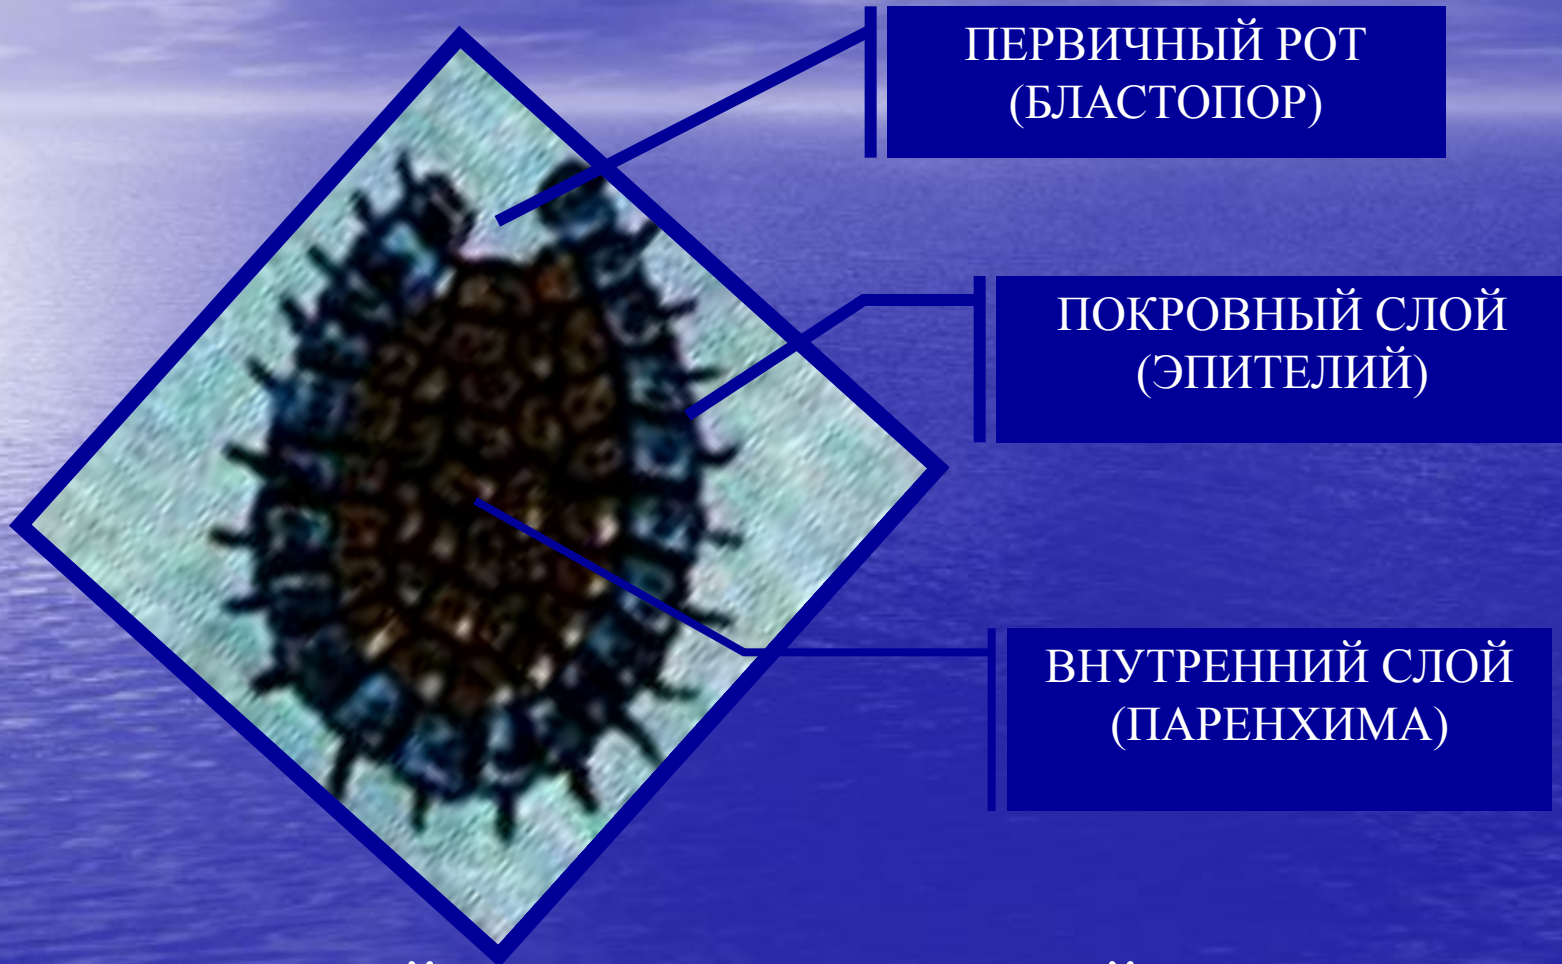 ПЕРВИЧНЫЙ РОТ
(БЛАСТОПОР)
ПОКРОВНЫЙ СЛОЙ
(ЭПИТЕЛИЙ)
ВНУТРЕННИЙ СЛОЙ
(ПАРЕНХИМА)